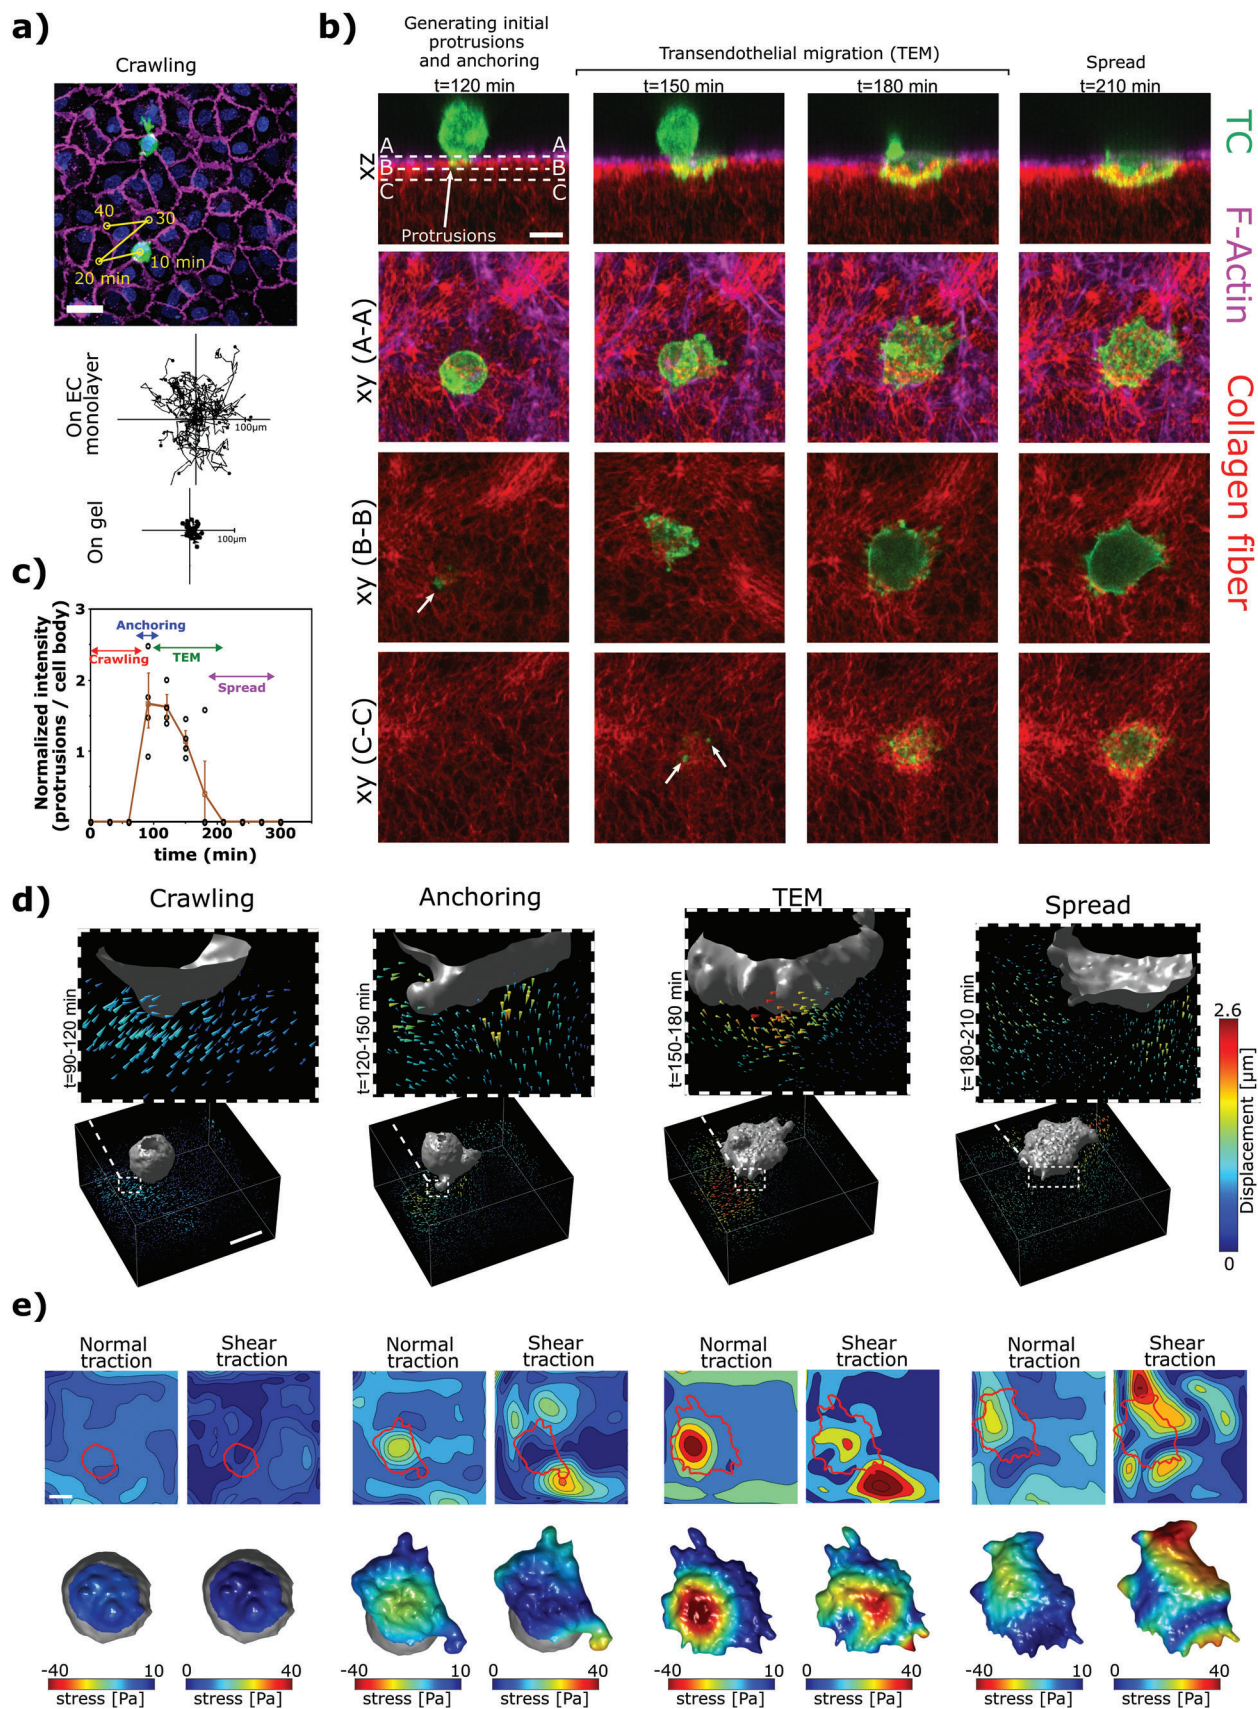 a)
Crawling
40
30
20 min
10 min
On EC
monolayer
100µm
On gel
100µm
b)
Generating initial
protrusions
and anchoring
Transendothelial migration (TEM)
Spread
t=120 min
t=150 min
t=180 min
t=210 min
xz
A
A
B
B
C
C
Protrusions
xy (A-A)
xy (B-B)
xy (C-C)
TC
F-Actin
Collagen fiber
c)
Normalized intensity
(protrusions / cell body)
3
2
1
Anchoring
Crawling
TEM
Spread
0
100
200
300
time (min)
d)
Crawling
Anchoring
TEM
Spread
t=90-120 min
t=120-150 min
t=150-180 min
t=180-210 min
2.6
Displacement [µm]
0
e)
Normal
traction
Shear
traction
Normal
traction
Shear
traction
Normal
traction
Shear
traction
Normal
traction
Shear
traction
-40 10
stress [Pa]
0 40
stress [Pa]
-40 10
stress [Pa]
0 40
stress [Pa]
-40 10
stress [Pa]
0 40
stress [Pa]
-40 10
stress [Pa]
0 40
stress [Pa]